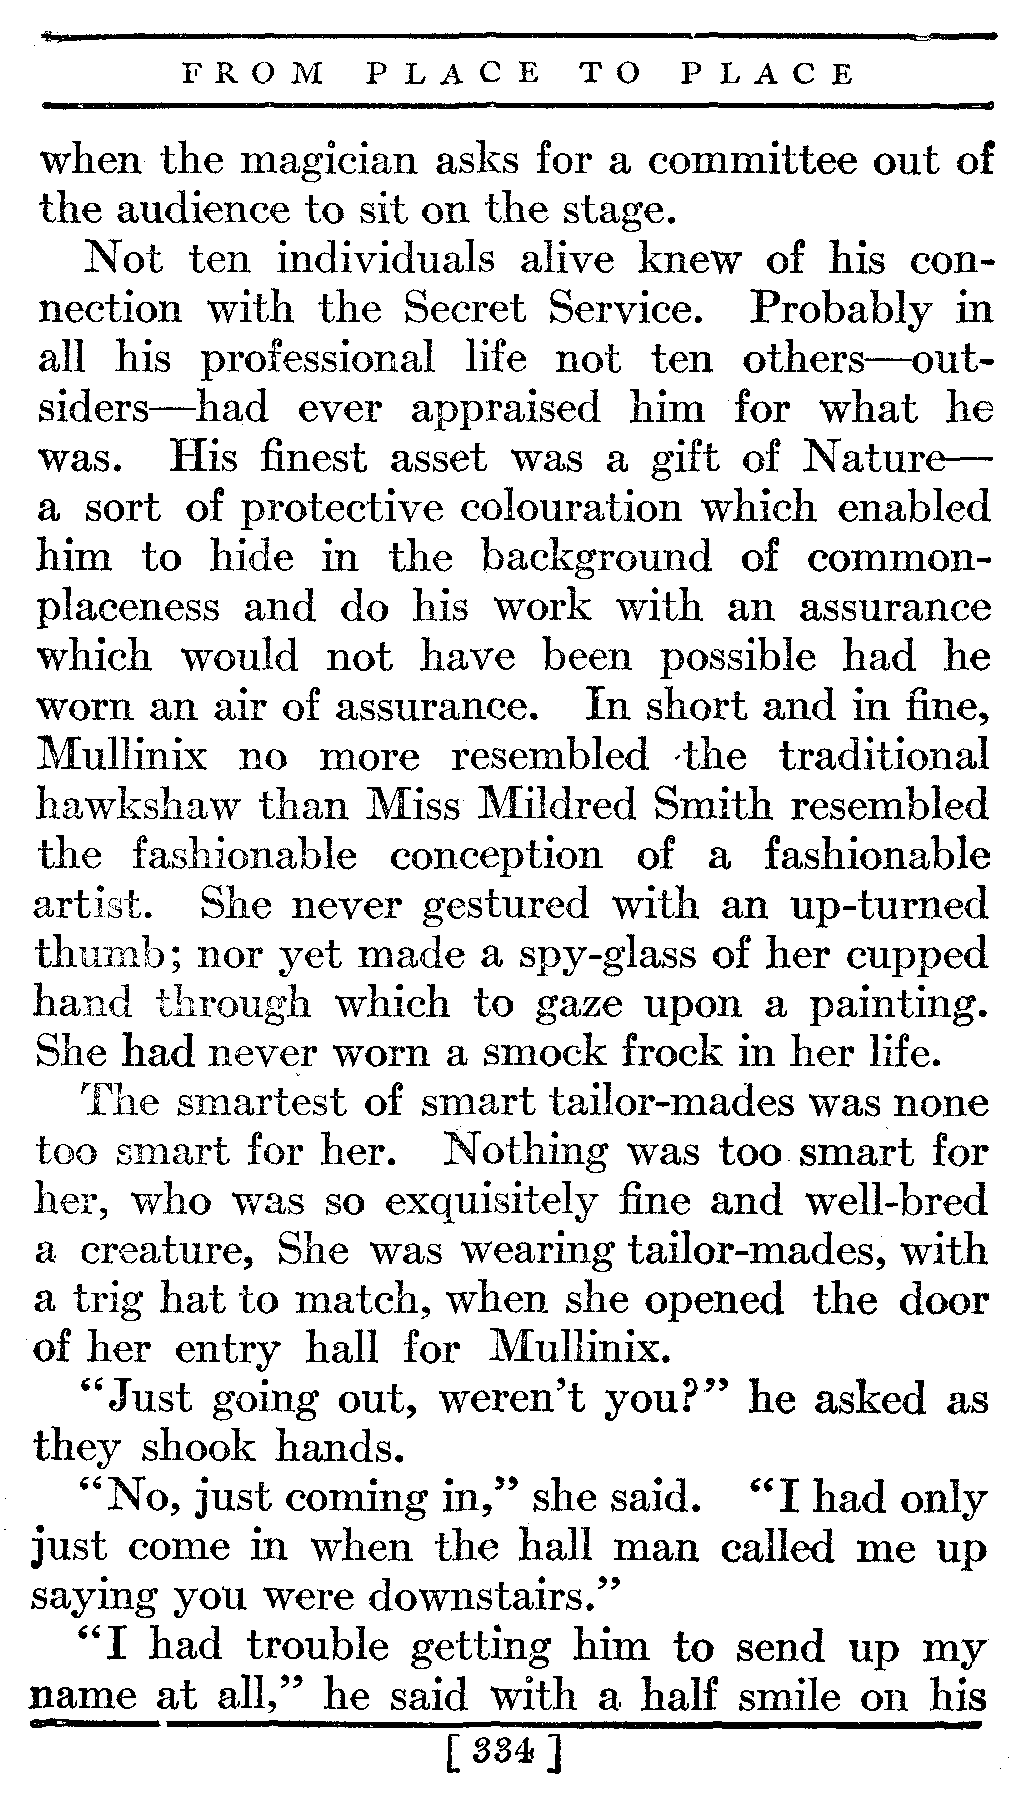 FROM PLACE TO PLACE
when the magician asks for a committee out of
the audience to sit on the stage.
Not ten individuals alive knew of his con-
nection with the Secret Service. Probably in
all his professional life not ten others—out-
siders—had ever appraised him for what he
was. His finest asset was a gift of Nature—
a sort of protective colouration which enabled
him to hide in the background of common-
placeness and do his work with an assurance
which would not have been possible had he
worn an air of assurance. In short and in fine,
Mullinix no more resembled the traditional
hawkshaw than Miss Mildred Smith resembled
the fashionable conception of a fashionable
artist. She never gestured with an up-turned
thumb; nor yet made a spy-glass of her cupped
hand through which to gaze upon a painting.
She had never worn a smock frock in her life.
The smartest of smart tailor-mades was none
too smart for her. Nothing was too smart for
her, who was so exquisitely fine and well-bred
a creature, She was wearing tailor-mades, with
a trig hat to match, when she opened the door
of her entry hall for Mullinix.
"Just going out, weren't you?" he asked as
they shook hands.
"No, just coming in," she said. "I had only
just come in when the hall man called me up
saying you were downstairs."
"I had trouble getting him to send up my
name at all," he said with a half smile on his
[ 334 ]